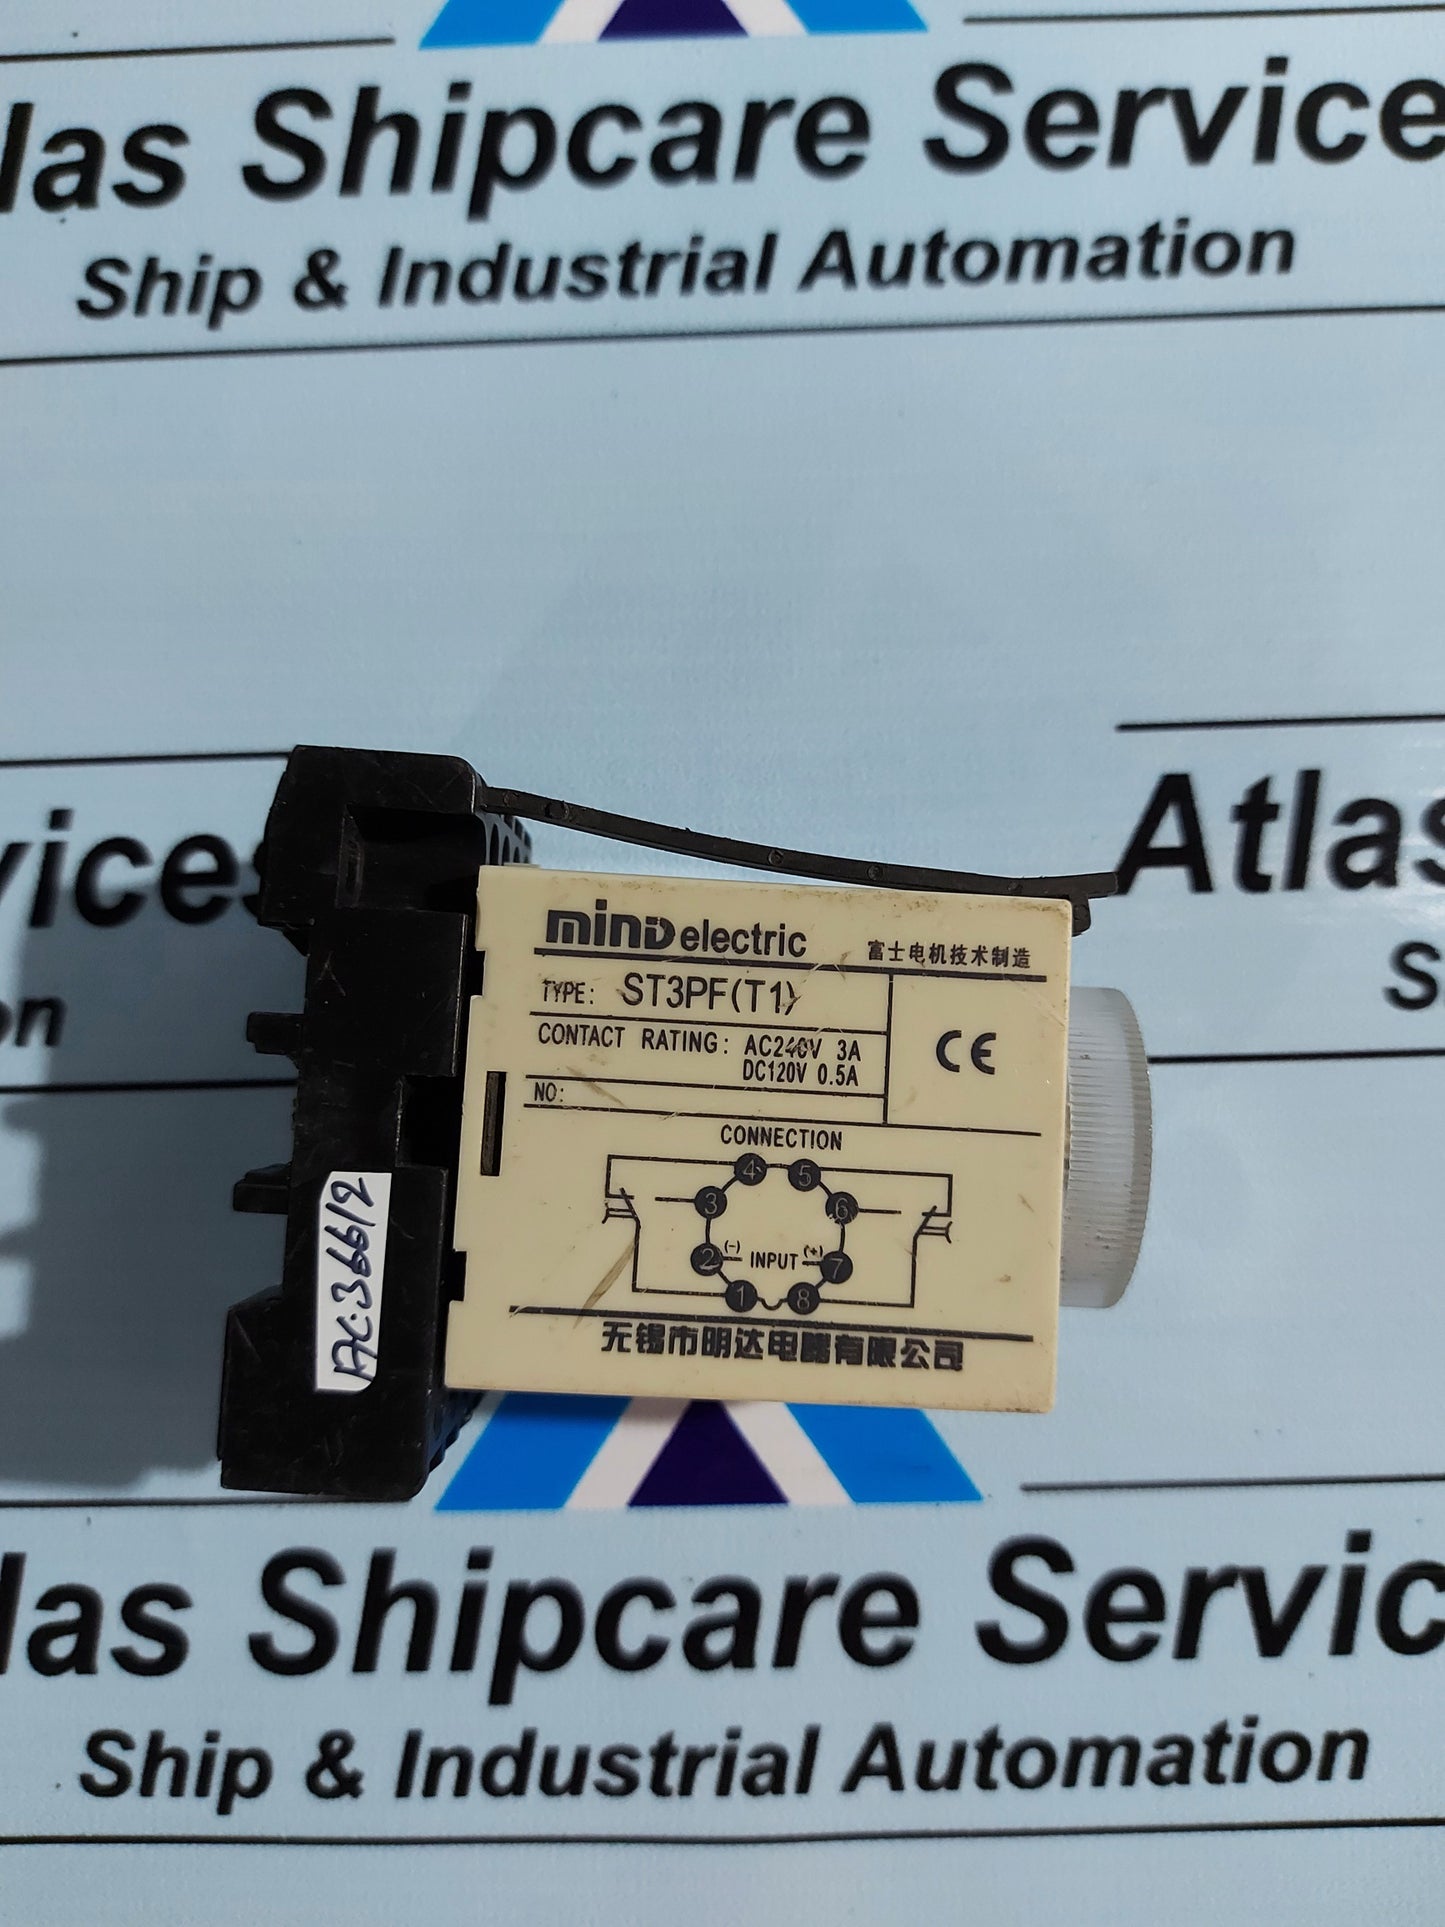 las Shipcare Service
Ship & Industrial Automation
vices
Atlas
S
on
minD electric
富士电机技术制造
TYPE: ST3PF(T1)
CONTACT RATING: AC240V 3A
DC120V 0.5A
CE
NO:
CONNECTION
4 5
3 6
2 (-) INPUT (+) 7
1 8
无锡市明达电器有限公司
AC:366/2
las Shipcare Servic
Ship & Industrial Automation